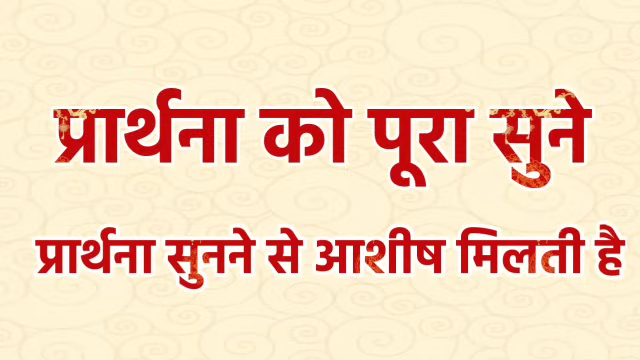 प्रार्थना को पूरा सुने
प्रार्थना सुनने से आशीष मिलती है